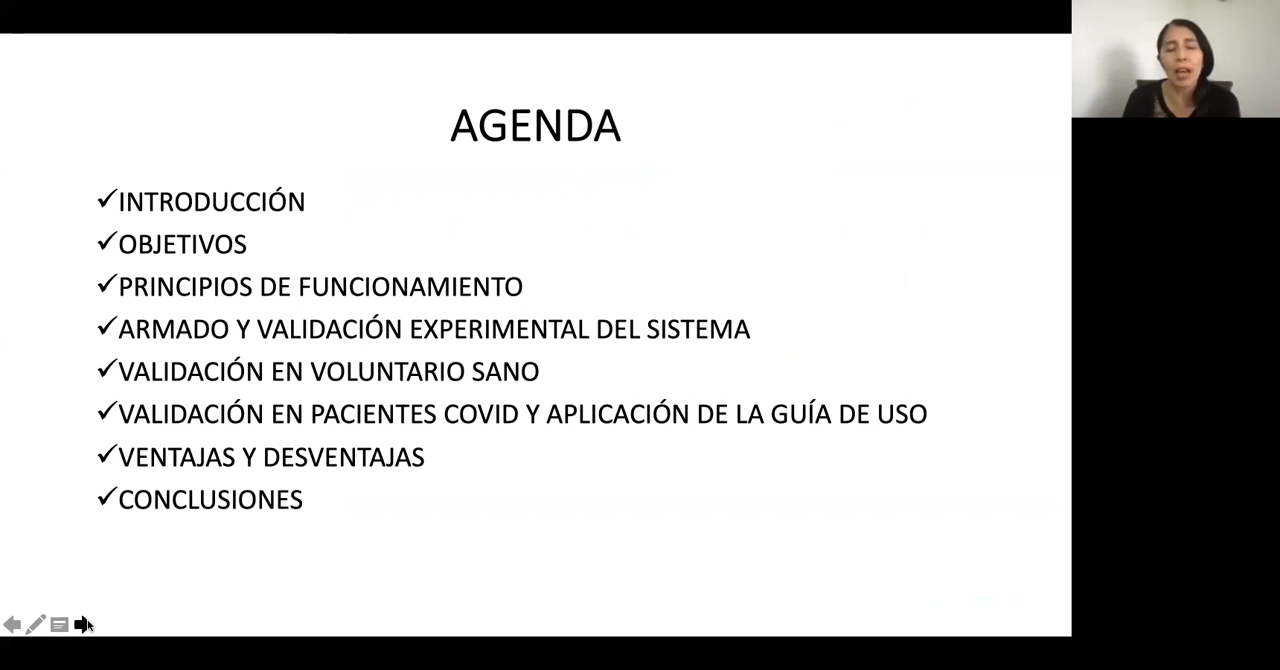 AGENDA
✓INTRODUCCIÓN
✓OBJETIVOS
✓PRINCIPIOS DE FUNCIONAMIENTO
✓ARMADO Y VALIDACIÓN EXPERIMENTAL DEL SISTEMA
✓VALIDACIÓN EN VOLUNTARIO SANO
✓VALIDACIÓN EN PACIENTES COVID Y APLICACIÓN DE LA GUÍA DE USO
✓VENTAJAS Y DESVENTAJAS
✓CONCLUSIONES